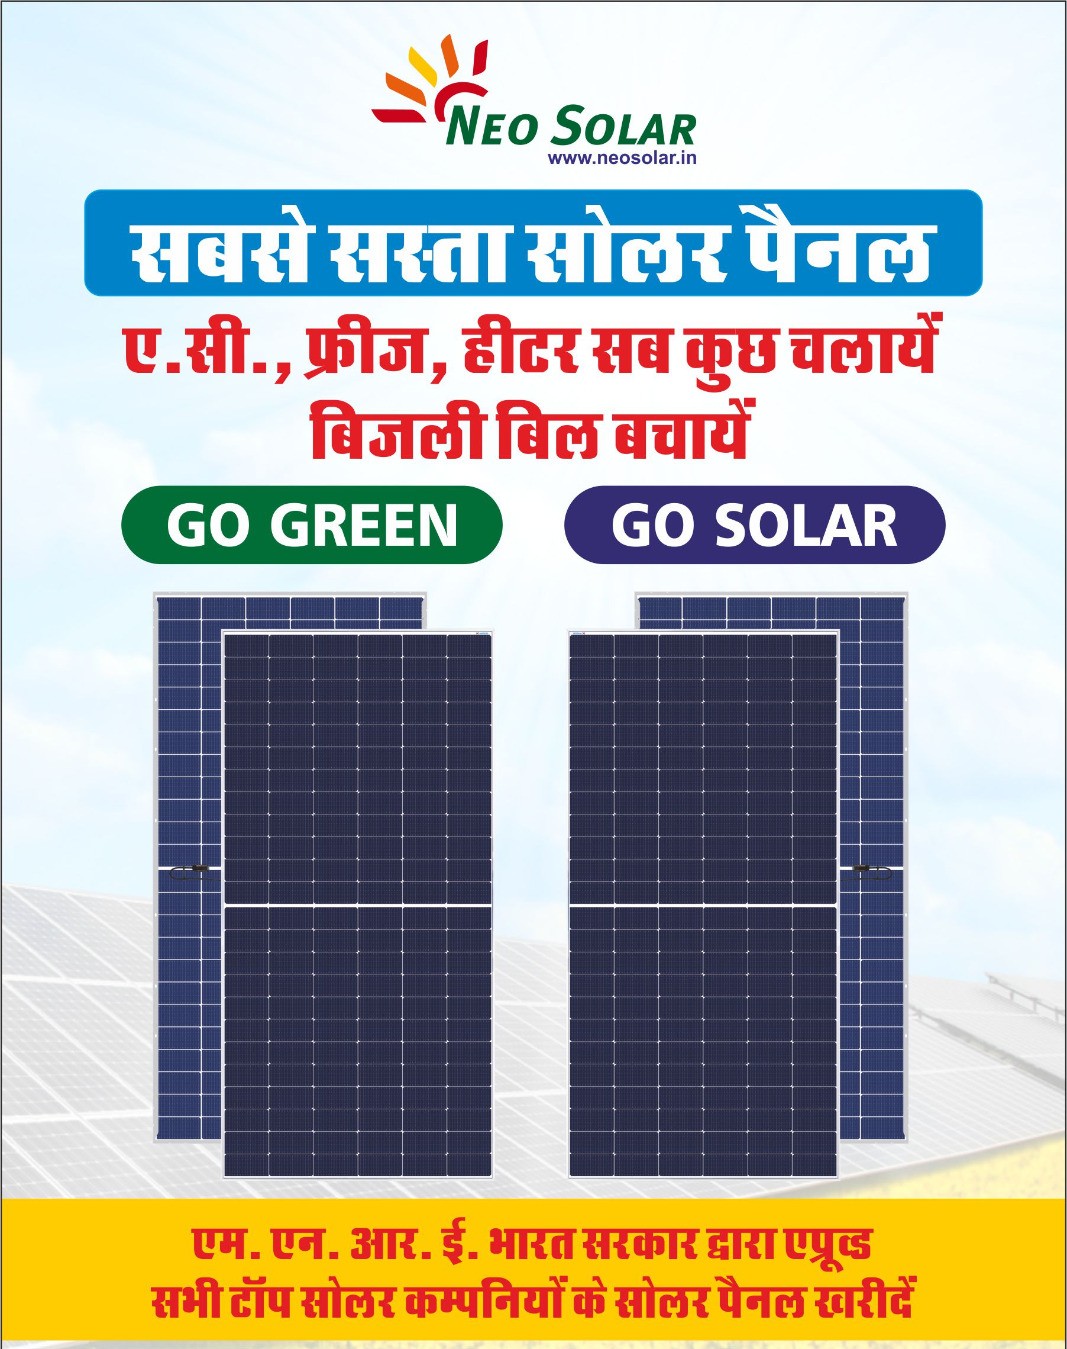 NEO SOLAR
www.neosolar.in
सबसे सस्ता सोलर पैनल
ए.सी., फ्रीज, हीटर सब कुछ चलायें
बिजली बिल बचायें
GO GREEN
GO SOLAR
एम. एन. आर. ई. भारत सरकार द्वारा एप्रूव्ड
सभी टॉप सोलर कम्पनियों के सोलर पैनल खरीदें